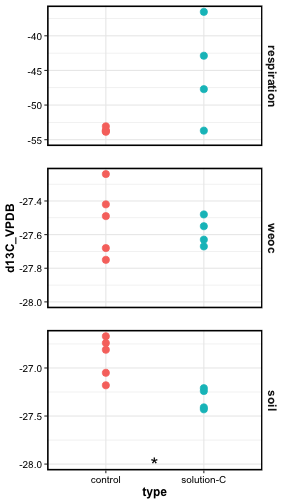 d13C_VPDB
-40
-45
-50
-55
respiration
-27.4
-27.6
-27.8
-28.0
weoc
-27.0
-27.5
-28.0
soil
*
control
solution-C
type